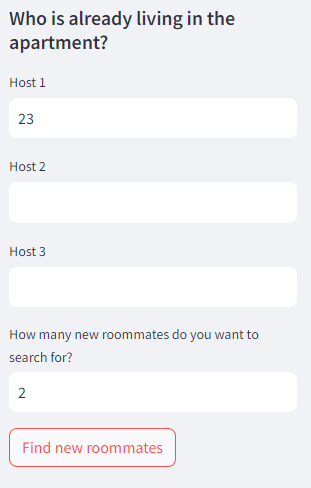 Who is already living in the
apartment?
Host 1
23
Host 2
Host 3
How many new roommates do you want to
search for?
2
Find new roommates